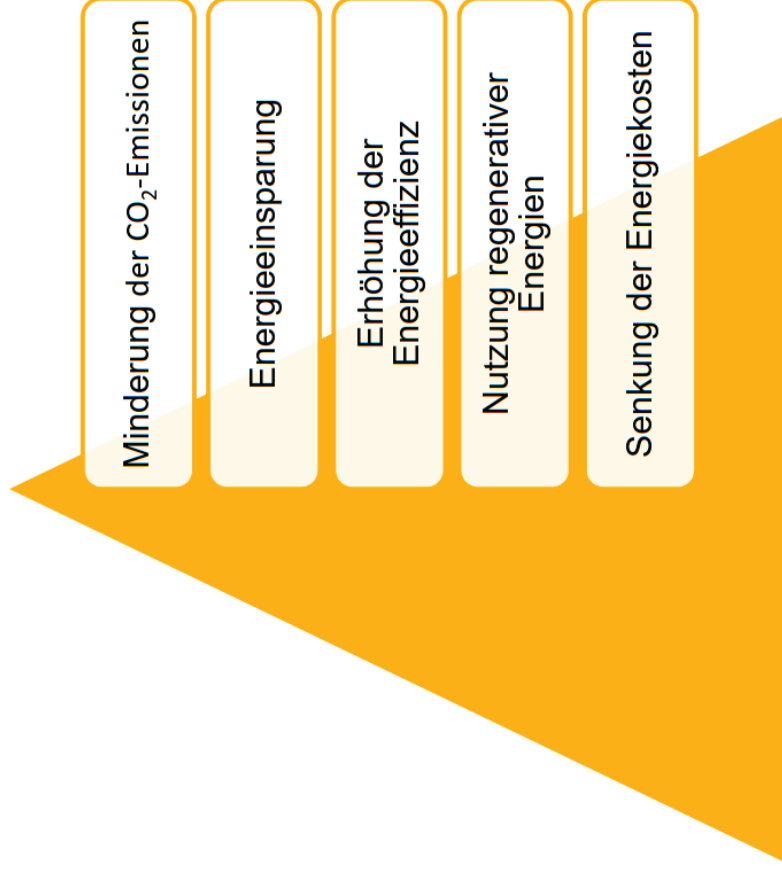 Minderung der CO₂-Emissionen
Energieeinsparung
Erhöhung der
Energieeffizienz
Nutzung regenerativer
Energien
Senkung der Energiekosten